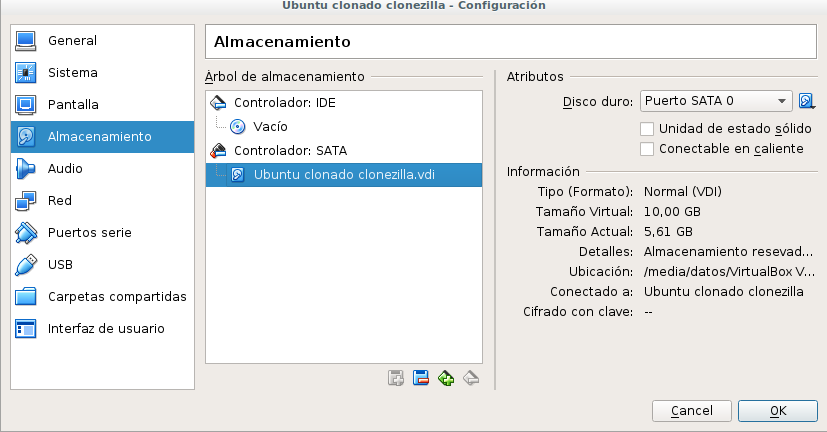 Ubuntu clonado clonezilla - Configuración
General
Sistema
Pantalla
Almacenamiento
Audio
Red
Puertos serie
USB
Carpetas compartidas
Interfaz de usuario
Almacenamiento
Árbol de almacenamiento
Controlador: IDE
Vacío
Controlador: SATA
Ubuntu clonado clonezilla.vdi
Atributos
Disco duro: Puerto SATA 0
Unidad de estado sólido
Conectable en caliente
Información
Tipo (Formato): Normal (VDI)
Tamaño Virtual: 10,00 GB
Tamaño Actual: 5,61 GB
Detalles: Almacenamiento resevad...
Ubicación: /media/datos/VirtualBox V...
Conectado a: Ubuntu clonado clonezilla
Cifrado con clave: --
Cancel
OK